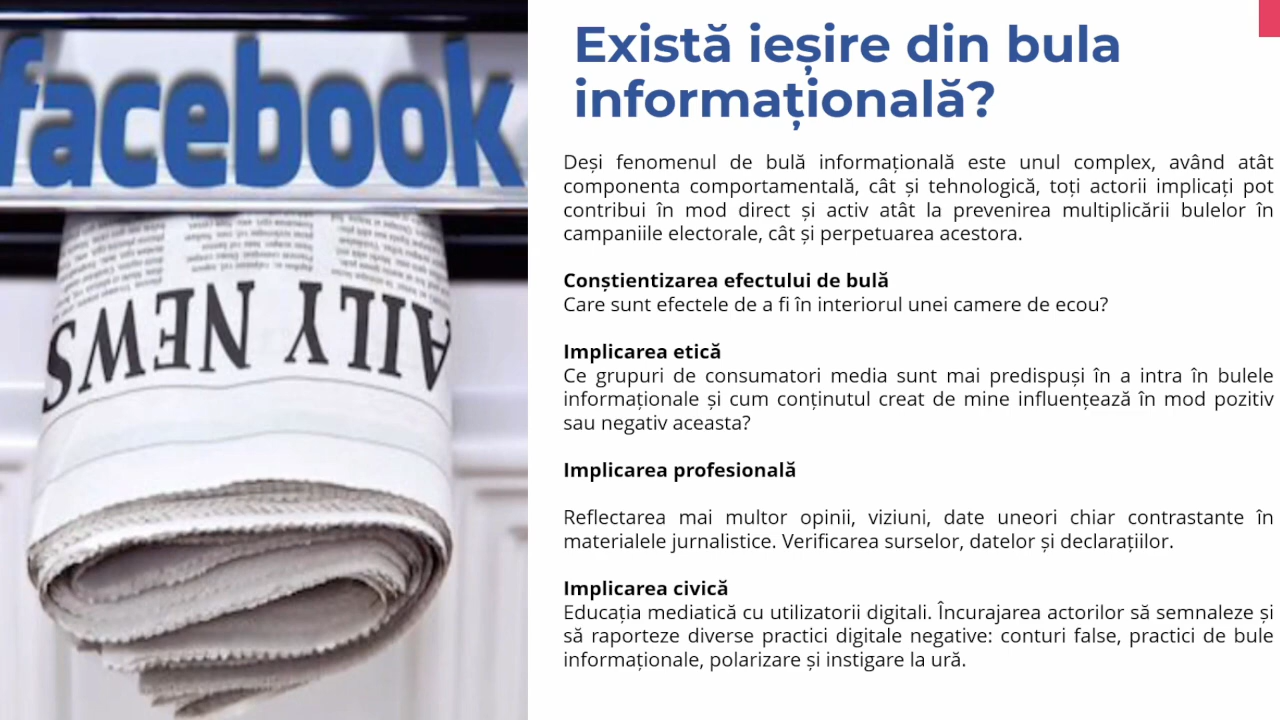 facebook
AILY NEWS
Există ieșire din bula
informațională?
Deși fenomenul de bulă informațională este unul complex, având atât
componenta comportamentală, cât și tehnologică, toți actorii implicați pot
contribui în mod direct și activ atât la prevenirea multiplicării bulelor în
campaniile electorale, cât și perpetuarea acestora.
Conștientizarea efectului de bulă
Care sunt efectele de a fi în interiorul unei camere de ecou?
Implicarea etică
Ce grupuri de consumatori media sunt mai predispuși în a intra în bulele
informaționale și cum conținutul creat de mine influențează în mod pozitiv
sau negativ aceasta?
Implicarea profesională
Reflectarea mai multor opinii, viziuni, date uneori chiar contrastante în
materialele jurnalistice. Verificarea surselor, datelor și declarațiilor.
Implicarea civică
Educația mediatică cu utilizatorii digitali. Încurajarea actorilor să semnaleze și
să raporteze diverse practici digitale negative: conturi false, practici de bule
informaționale, polarizare și instigare la ură.